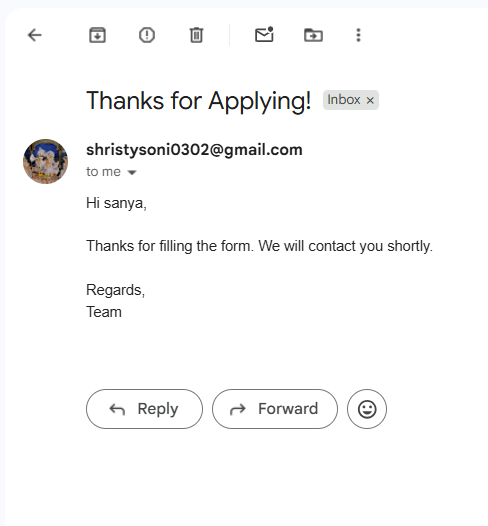 Thanks for Applying! Inbox ×
shristysoni0302@gmail.com
to me
Hi sanya,
Thanks for filling the form. We will contact you shortly.
Regards,
Team
Reply Forward